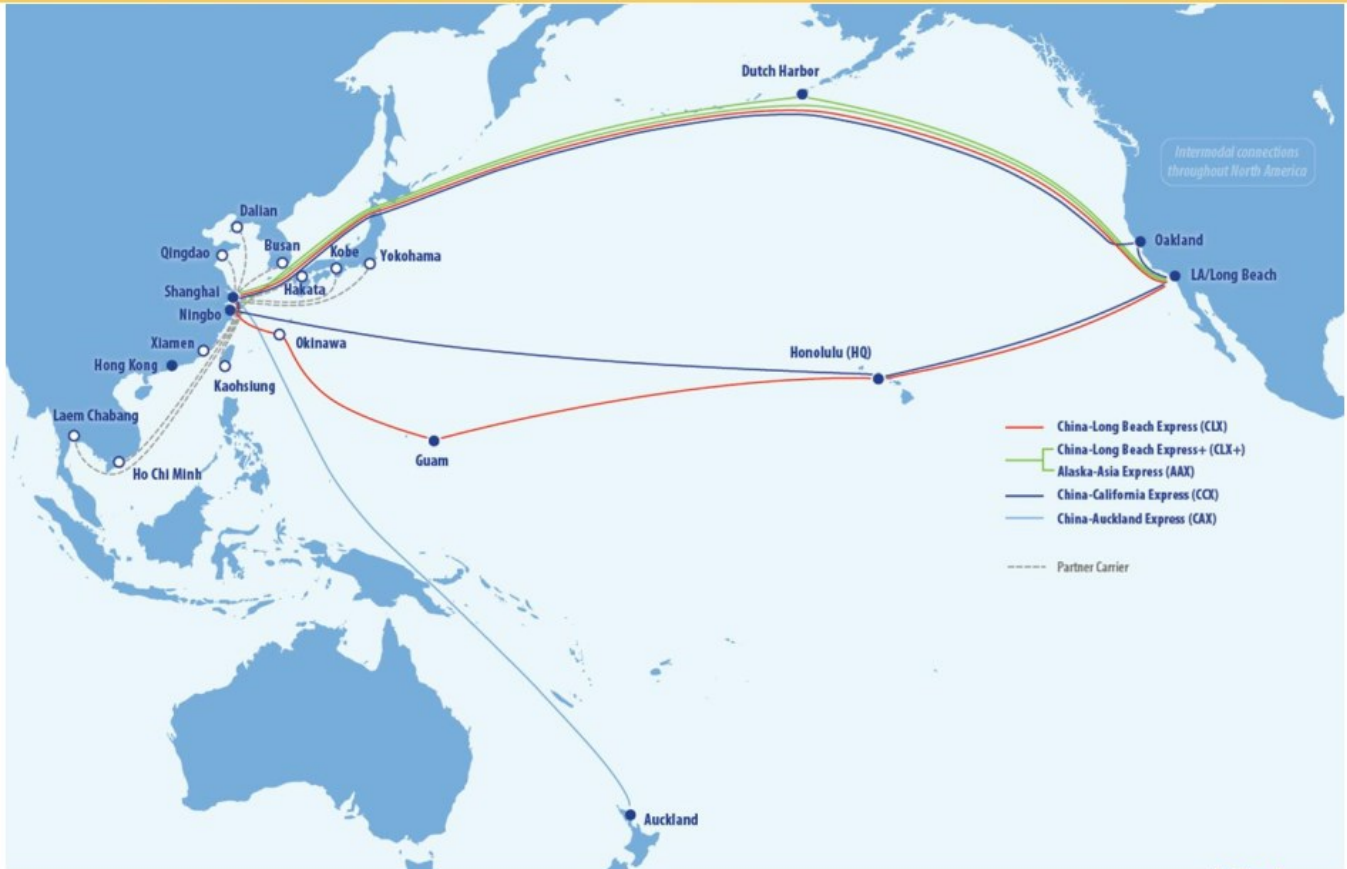 Dutch Harbor
Intermodal connections
throughout North America
Dalian
Qingdao
Busan
Kobe
Yokohama
Oakland
Shanghai
Hakata
LA/Long Beach
Ningbo
Xiamen
Okinawa
Honolulu (HQ)
Hong Kong
Kaohsiung
Laem Chabang
Guam
Ho Chi Minh
China-Long Beach Express (CLX)
China-Long Beach Express+ (CLX+)
Alaska-Asia Express (AAX)
China-California Express (CCX)
China-Auckland Express (CAX)
Partner Carrier
Auckland